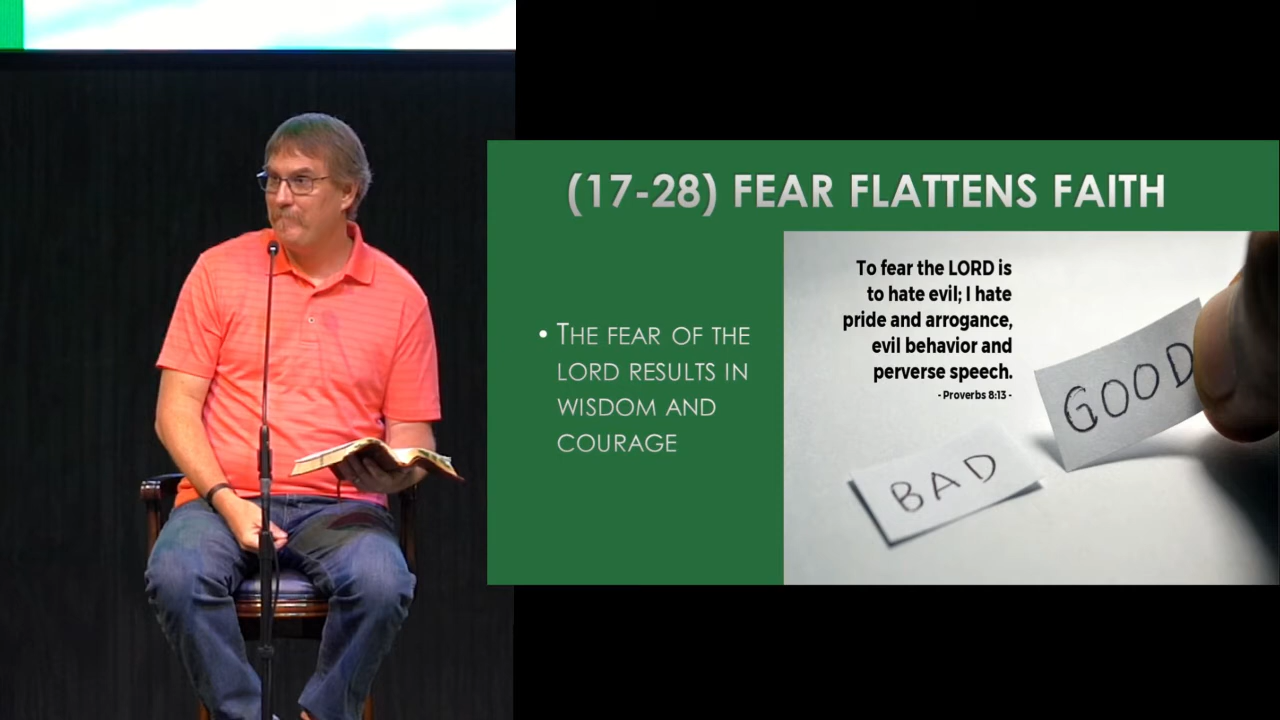 (17-28) FEAR FLATTENS FAITH
• THE FEAR OF THE
LORD RESULTS IN
WISDOM AND
COURAGE
To fear the LORD is
to hate evil; I hate
pride and arrogance,
evil behavior and
perverse speech.
- Proverbs 8:13 -
GOOD
BAD